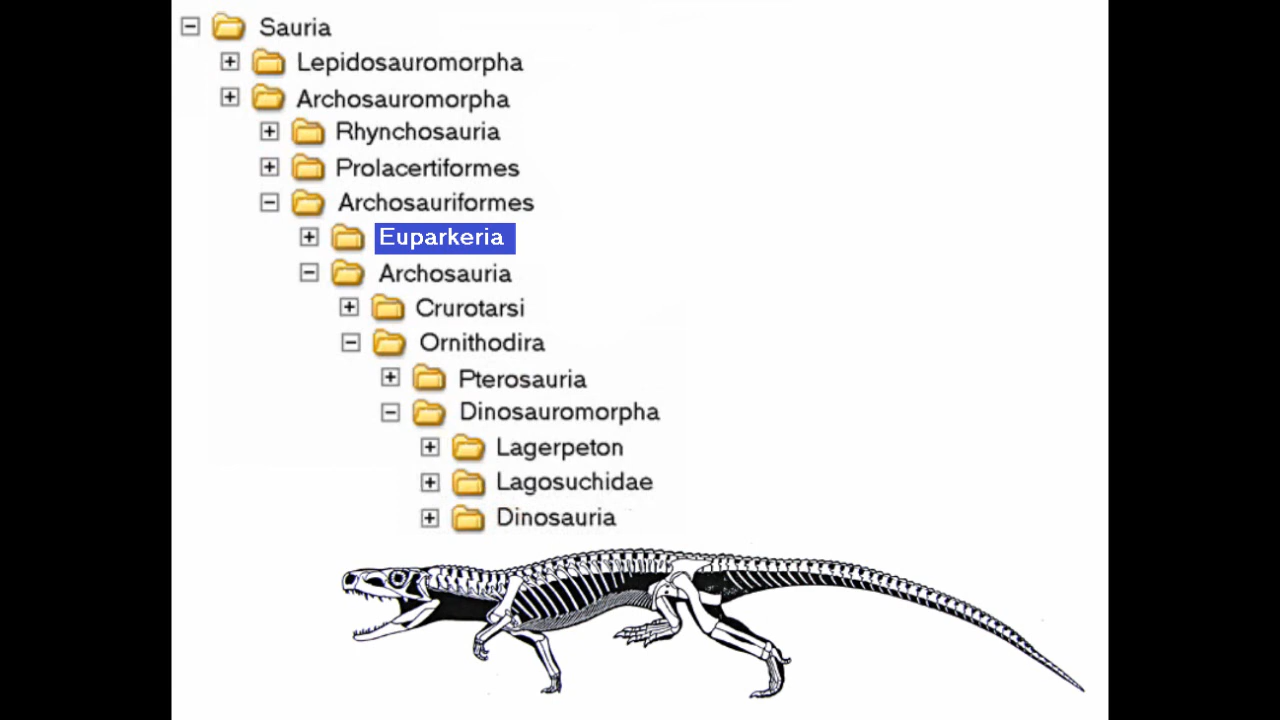 Sauria
Lepidosauromorpha
Archosauromorpha
Rhynchosauria
Prolacertiformes
Archosauriformes
Euparkeria
Archosauria
Crurotarsi
Ornithodira
Pterosauria
Dinosauromorpha
Lagerpeton
Lagosuchidae
Dinosauria